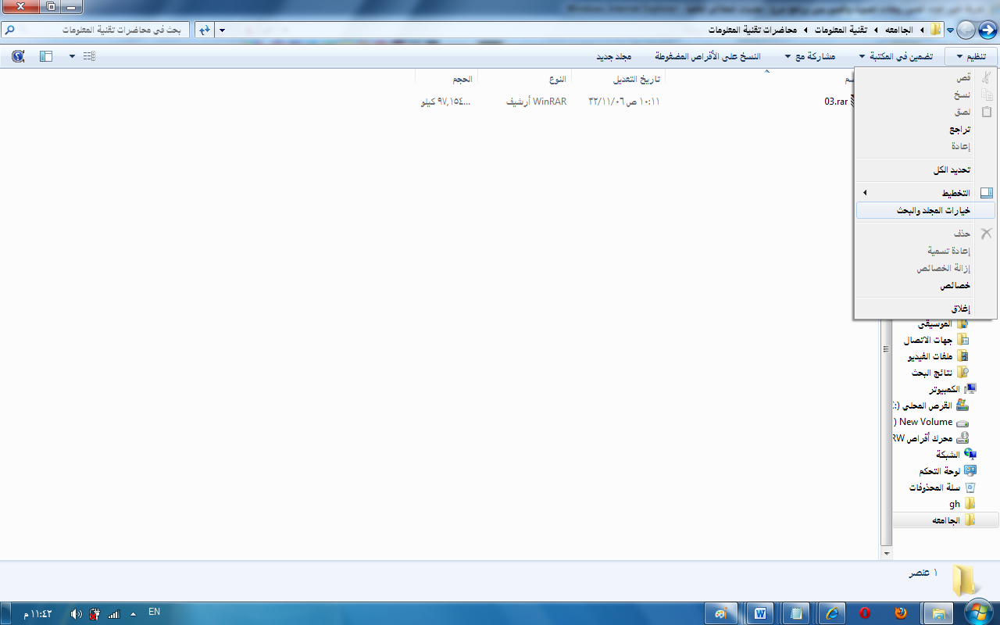 الجاامعه ◂ تقنية المعلومات ◂ محاضرات تقنية المعلومات
بحث في محاضرات تقنية المعلومات
تنظيم
تضمين في المكتبة
مشاركة مع
النسخ على الأقراص المضغوطة
مجلد جديد
تاريخ التعديل
النوع
الحجم
03.rar
١٠:١١ ص ٣٢/١١/٠٦
WinRAR أرشيف
٩٧,١٥٤ كيلو...
قص
نسخ
لصق
تراجع
إعادة
تحديد الكل
التخطيط
خيارات المجلد والبحث
حذف
إعادة تسمية
إزالة الخصائص
خصائص
إغلاق
الموسيقى
جهات الاتصال
ملفات الفيديو
نتائج البحث
الكمبيوتر
القرص المحلي (:C
New Volume (
محرك أقراص RW
الشبكة
لوحة التحكم
سلة المحذوفات
gh
الجاامعه
١ عنصر
EN
١١:٤٢ م